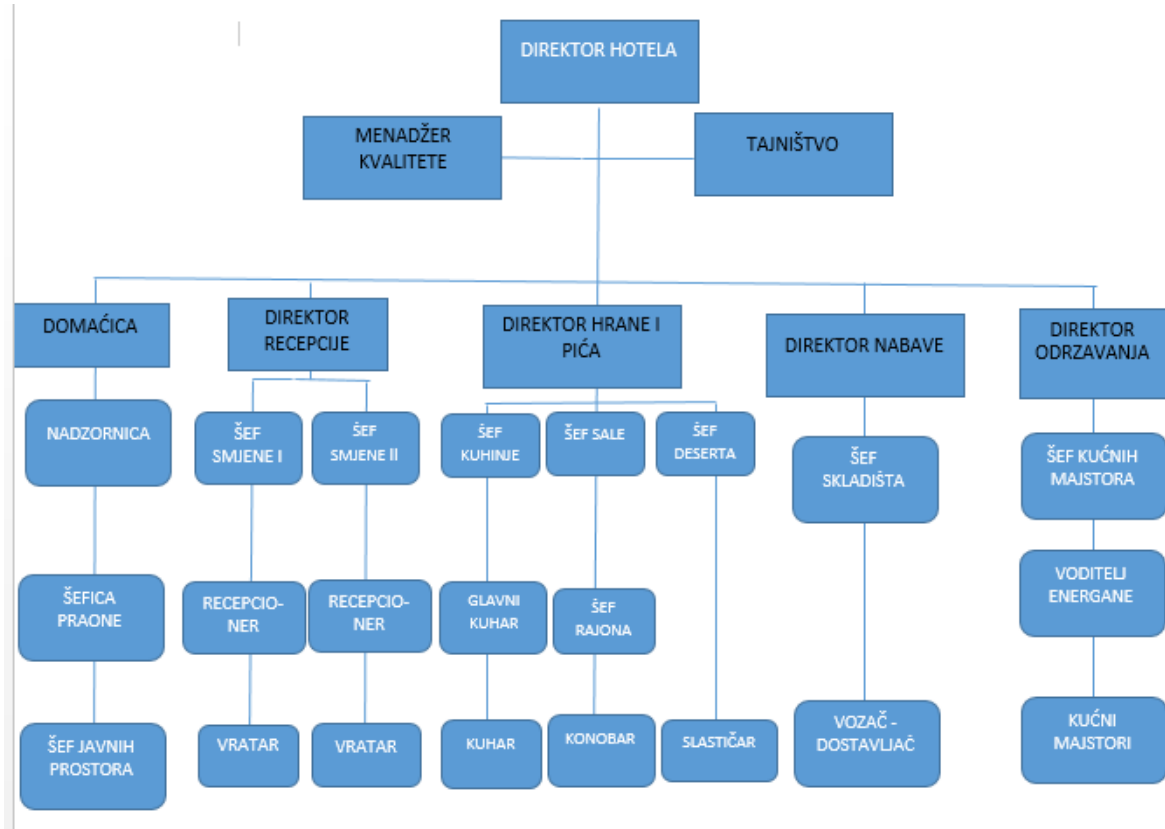 DIREKTOR HOTELA
MENADŽER
KVALITETE
TAJNIŠTVO
DOMAĆICA
DIREKTOR
RECEPCIJE
DIREKTOR HRANE I
PIĆA
DIREKTOR NABAVE
DIREKTOR
ODRZAVANJA
NADZORNICA
ŠEF
SMJENE I
ŠEF
SMJENE II
ŠEF
KUHINJE
ŠEF SALE
ŠEF
DESERTA
ŠEF
SKLADIŠTA
ŠEF KUĆNIH
MAJSTORA
ŠEFICA
PRAONE
RECEPCIO-
NER
RECEPCIO-
NER
GLAVNI
KUHAR
ŠEF
RAJONA
VODITELJ
ENERGANE
ŠEF JAVNIH
PROSTORA
VRATAR
VRATAR
KUHAR
KONOBAR
SLASTIČAR
VOZAČ -
DOSTAVLJAČ
KUĆNI
MAJSTORI